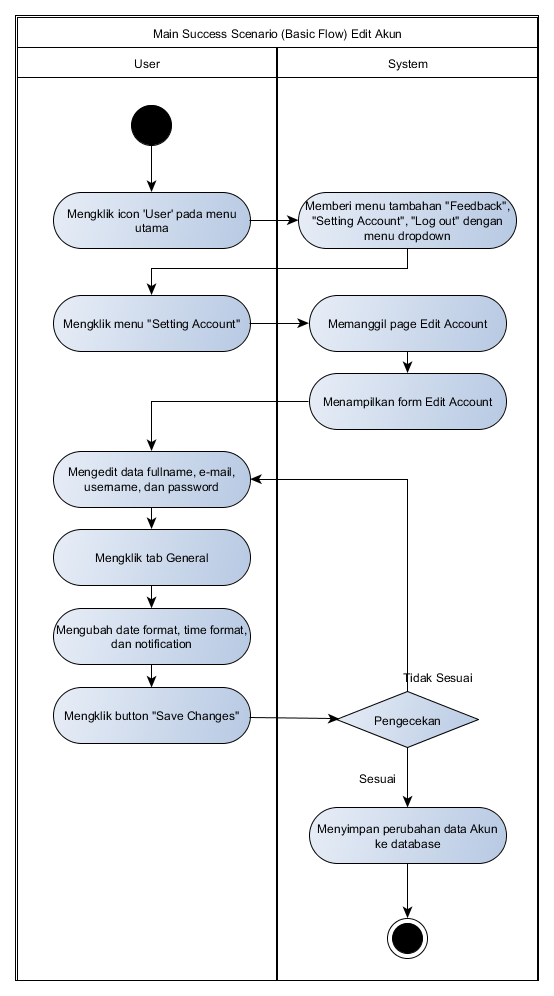 Main Success Scenario (Basic Flow) Edit Akun
User
System
Mengklik icon 'User' pada menu
utama
Memberi menu tambahan "Feedback",
"Setting Account", "Log out" dengan
menu dropdown
Mengklik menu "Setting Account"
Memanggil page Edit Account
Menampilkan form Edit Account
Mengedit data fullname, e-mail,
username, dan password
Mengklik tab General
Mengubah date format, time format,
dan notification
Tidak Sesuai
Mengklik button "Save Changes"
Pengecekan
Sesuai
Menyimpan perubahan data Akun
ke database